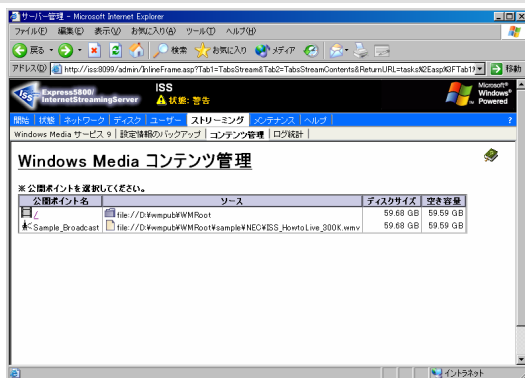 サーバー管理 - Microsoft Internet Explorer
ファイル(F) 編集(E) 表示(V) お気に入り(A) ツール(T) ヘルプ(H)
戻る 検索 お気に入り メディア
アドレス(D) http://iss:8099/admin/InlineFrame.asp?Tab1=TabsStream&Tab2=TabsStreamContents&ReturnURL=tasks%2Easp%3FTab1% 移動
ISS Express5800/ InternetStreamingServer ISS 状態: 警告 Microsoft® Windows® Powered
開始 状態 ネットワーク ディスク ユーザー ストリーミング メンテナンス ヘルプ ?
Windows Media サービス 9 設定情報のバックアップ コンテンツ管理 ログ統計
Windows Media コンテンツ管理
※公開ポイントを選択してください。
公開ポイント名 ソース ディスクサイズ 空き容量
/ file://D:¥wmpub¥WMRoot 59.68 GB 59.59 GB
Sample_Broadcast file://D:¥wmpub¥WMRoot¥sample¥NEC¥ISS_HowtoLive_300K.wmv 59.68 GB 59.59 GB
イントラネット